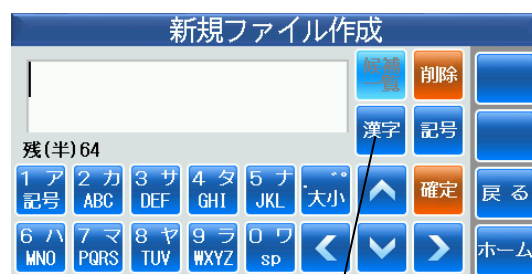 新規ファイル作成
候補一覧
削除
漢字
記号
残(半)64
1 ア 記号
2 カ ABC
3 サ DEF
4 タ GHI
5 ナ JKL
゛゜大小
確定
戻る
6 ハ MNO
7 マ PQRS
8 ヤ TUV
9 ラ WXYZ
0 ワ sp
ホーム